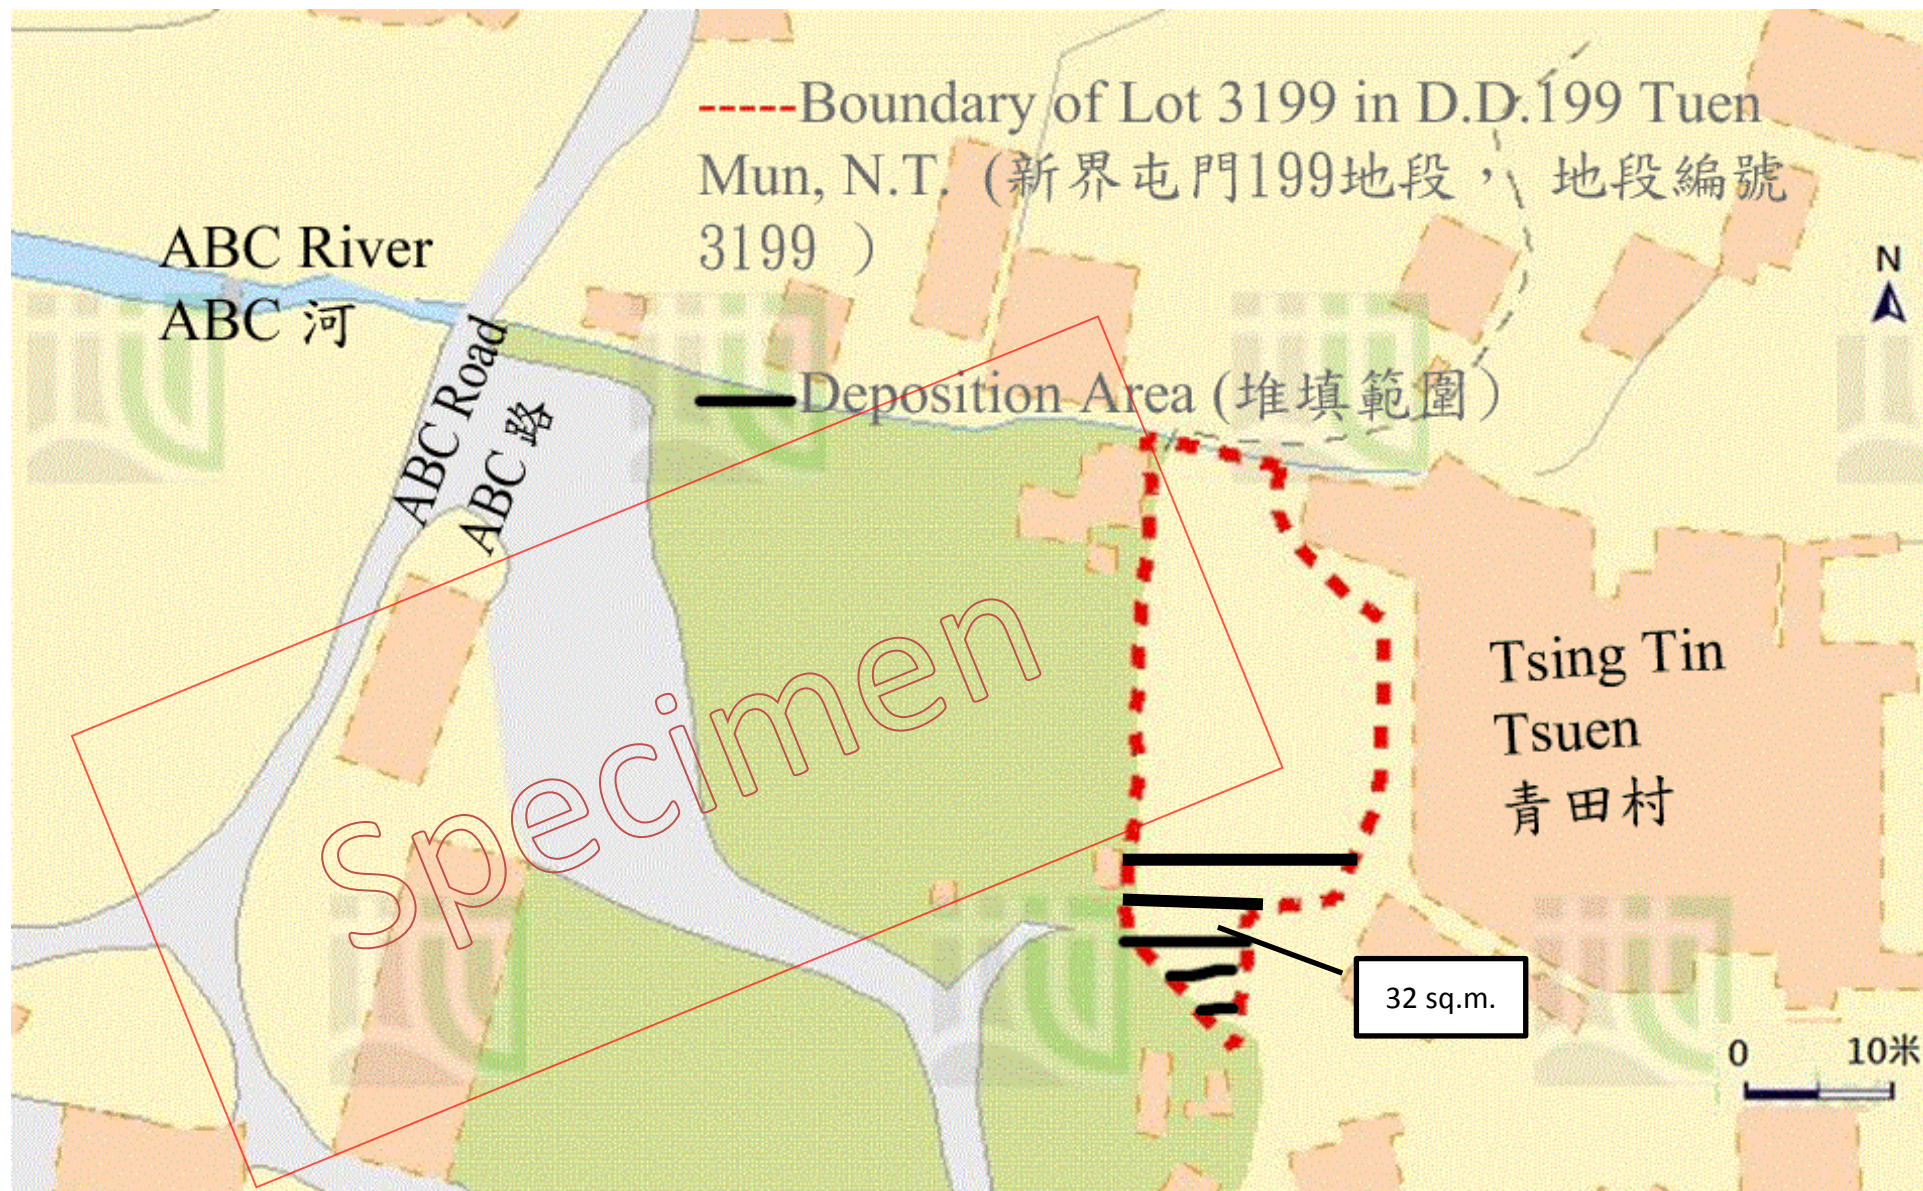 -----Boundary of Lot 3199 in D.D.199 Tuen
Mun, N.T. (新界屯門199地段， 地段編號
3199 ）
ABC River
ABC 河
N
ABC Road
ABC 路
Deposition Area (堆填範圍）
Specimen
Tsing Tin
Tsuen
青田村
32 sq.m.
0 10米